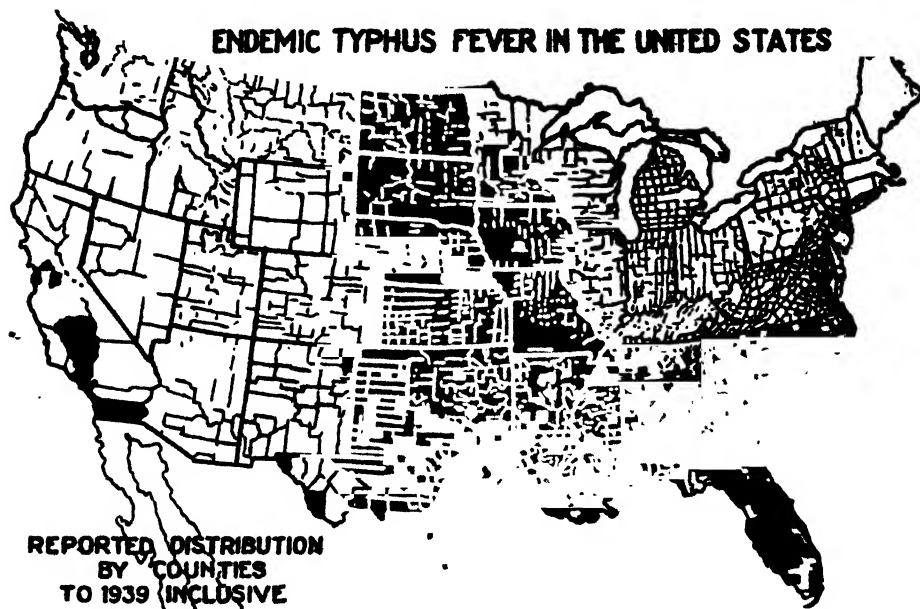 ENDEMIC TYPHUS FEVER IN THE UNITED STATES
REPORTED DISTRIBUTION
BY COUNTIES
TO 1939 INCLUSIVE